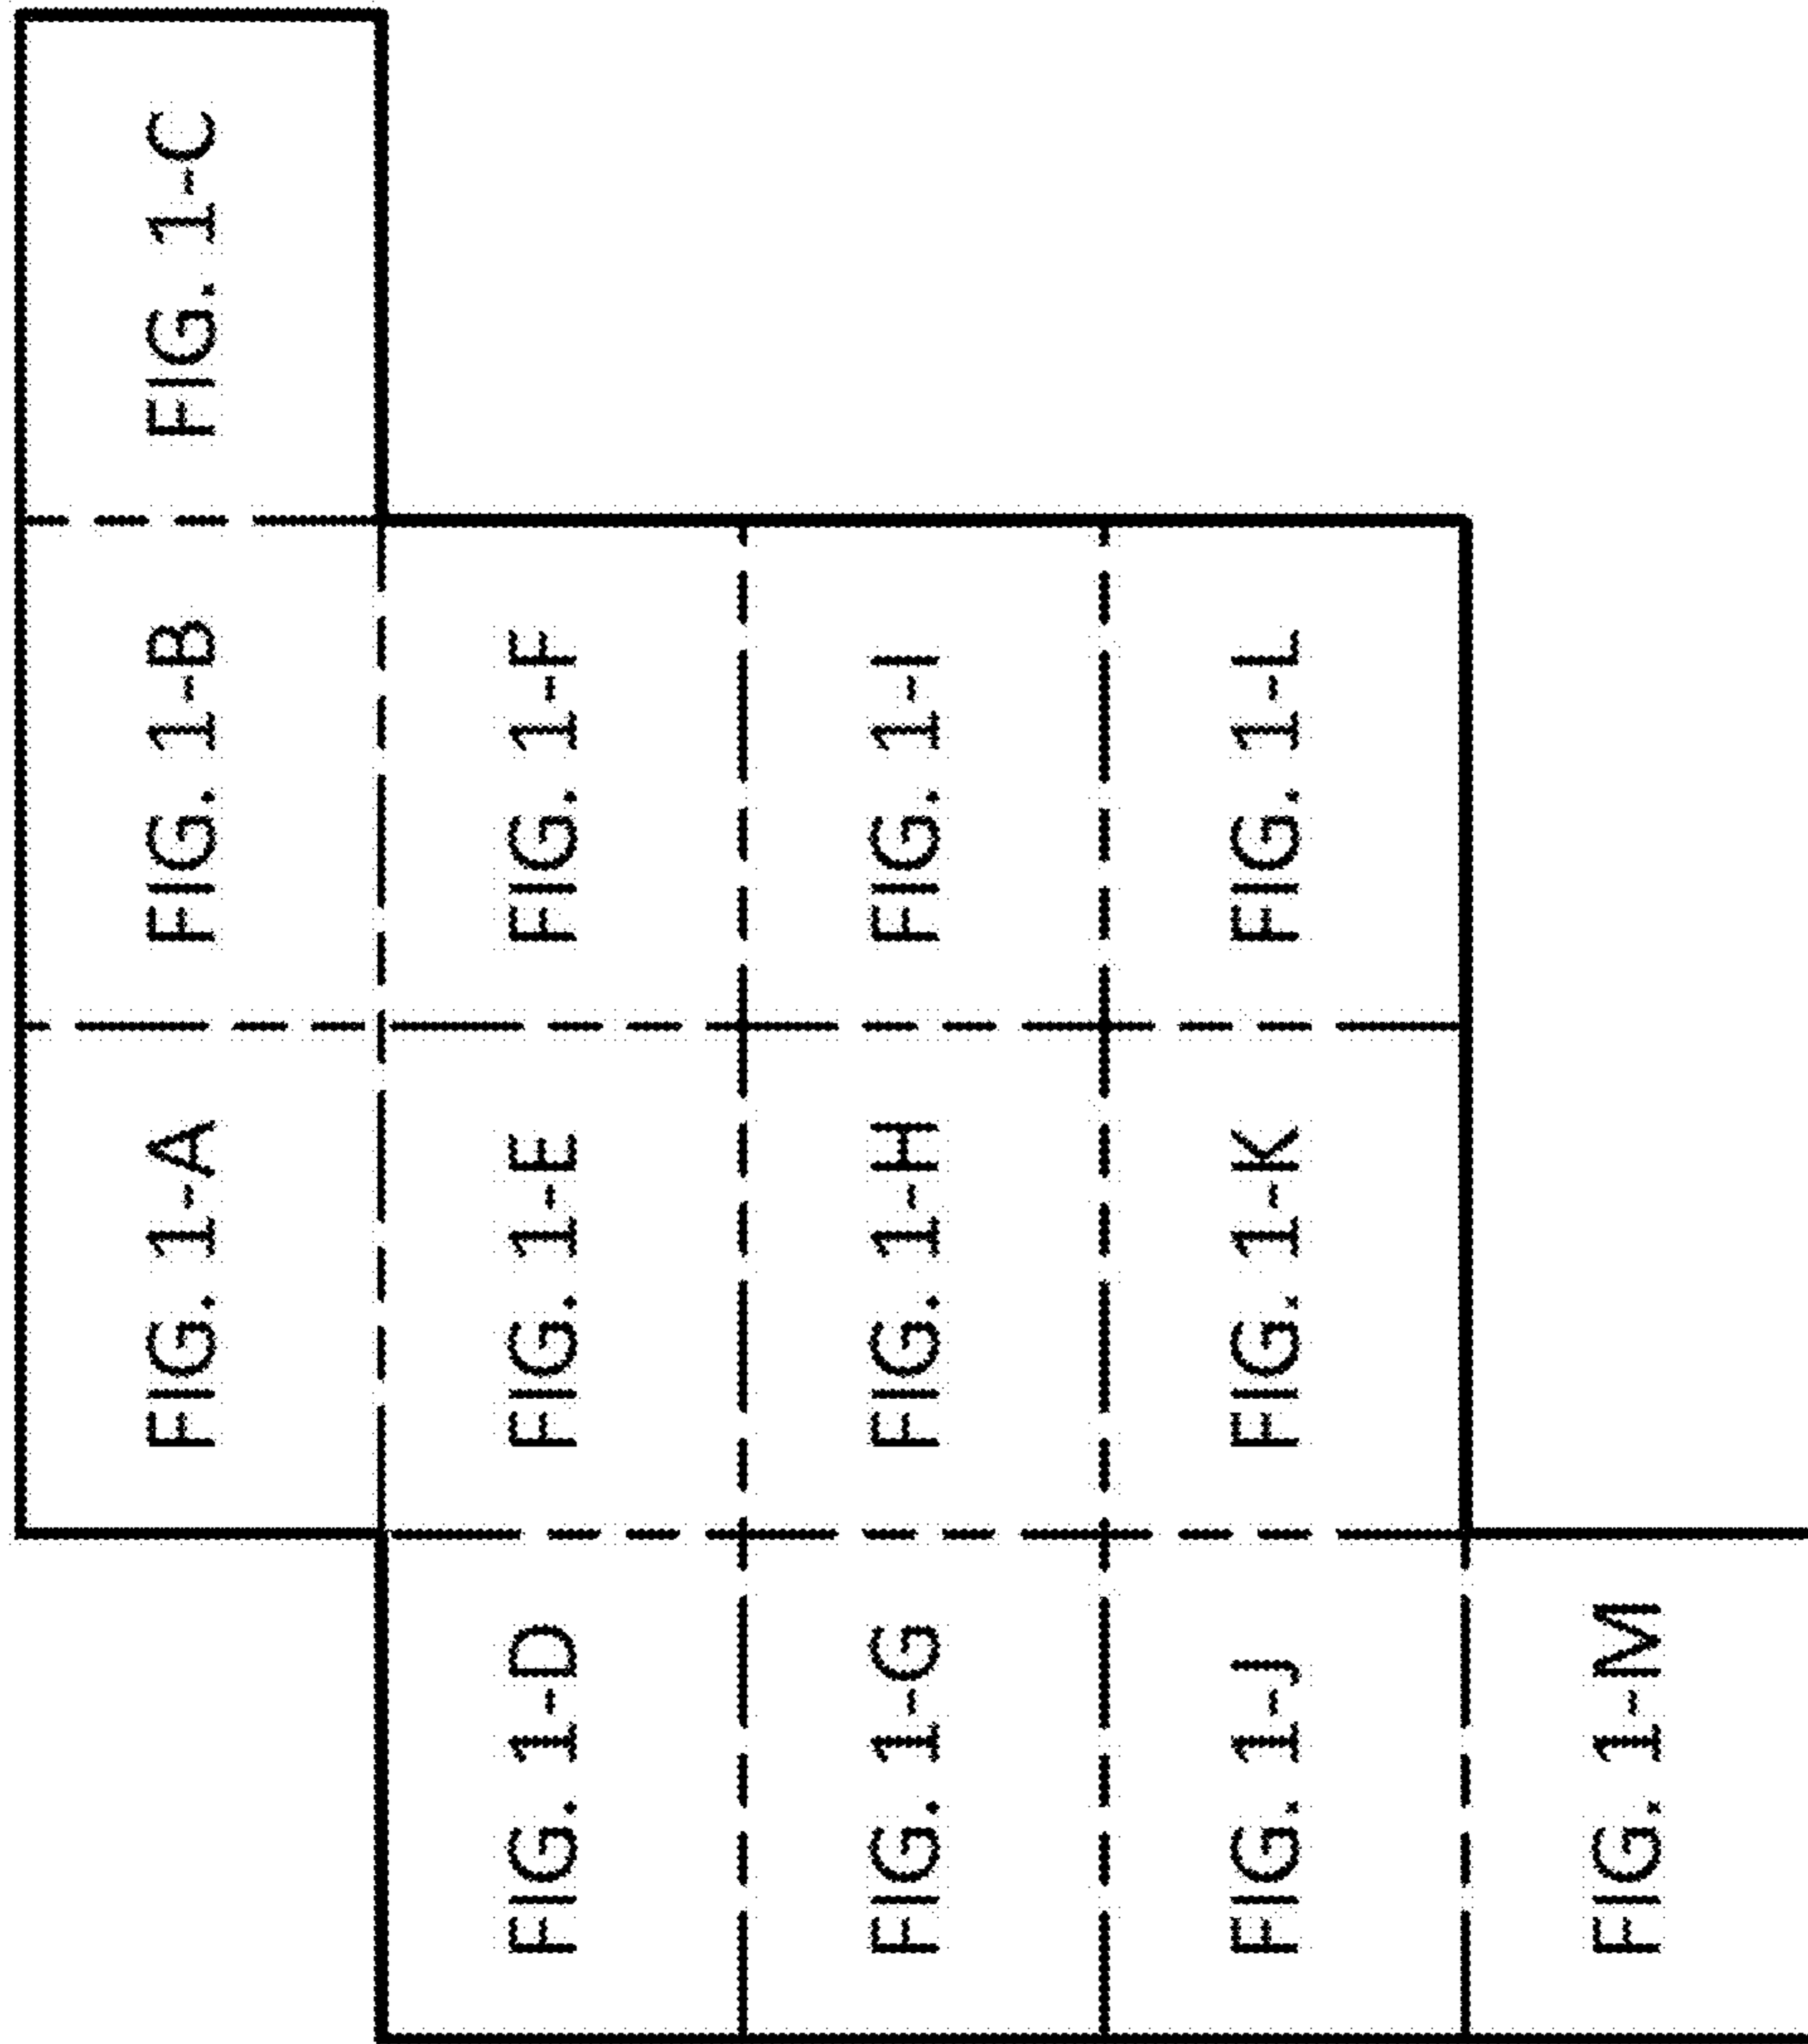 FIG. 1-A
FIG. 1-B
FIG. 1-C
FIG. 1-D
FIG. 1-E
FIG. 1-F
FIG. 1-G
FIG. 1-H
FIG. 1-I
FIG. 1-J
FIG. 1-K
FIG. 1-L
FIG. 1-M